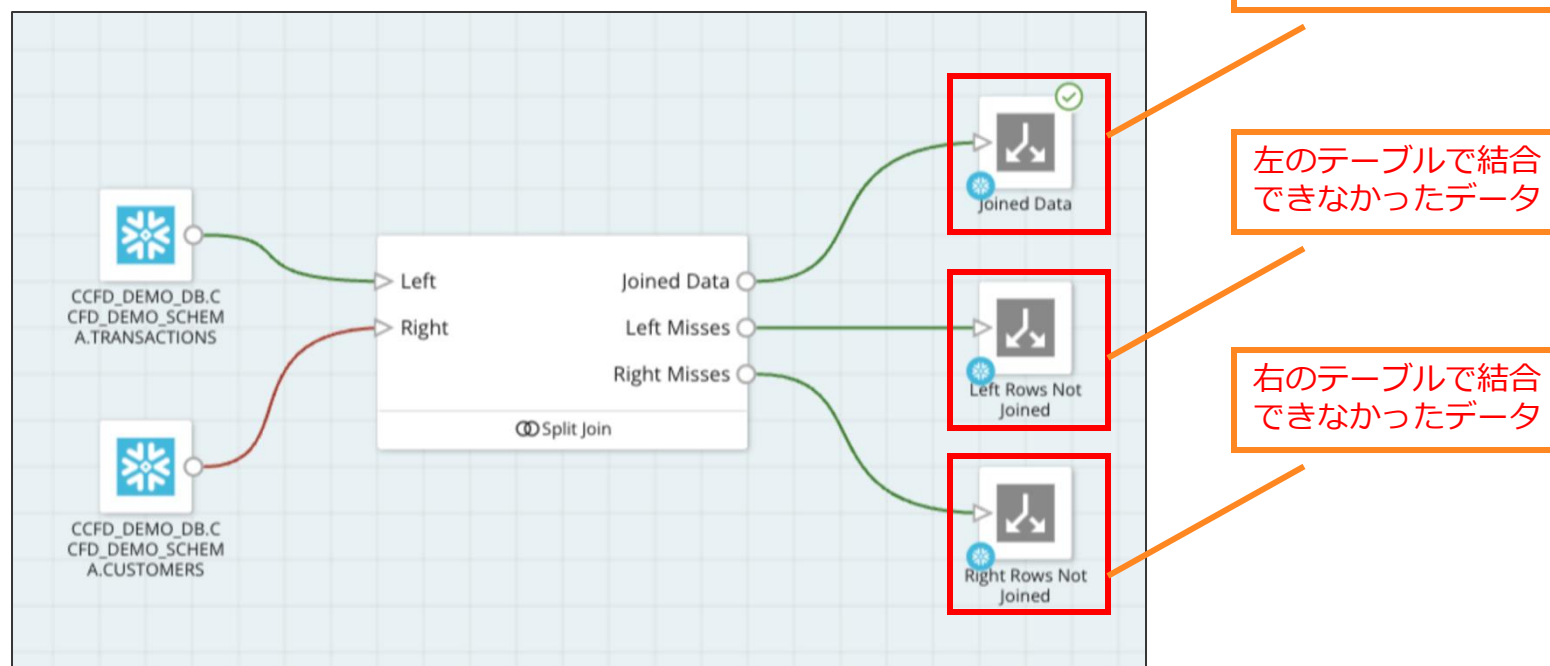 CCFD_DEMO_DB.C
CFD_DEMO_SCHEM
A.TRANSACTIONS
CCFD_DEMO_DB.C
CFD_DEMO_SCHEM
A.CUSTOMERS
Left
Right
Joined Data
Left Misses
Right Misses
Split Join
Joined Data
Left Rows Not
Joined
Right Rows Not
Joined
左のテーブルで結合
できなかったデータ
右のテーブルで結合
できなかったデータ